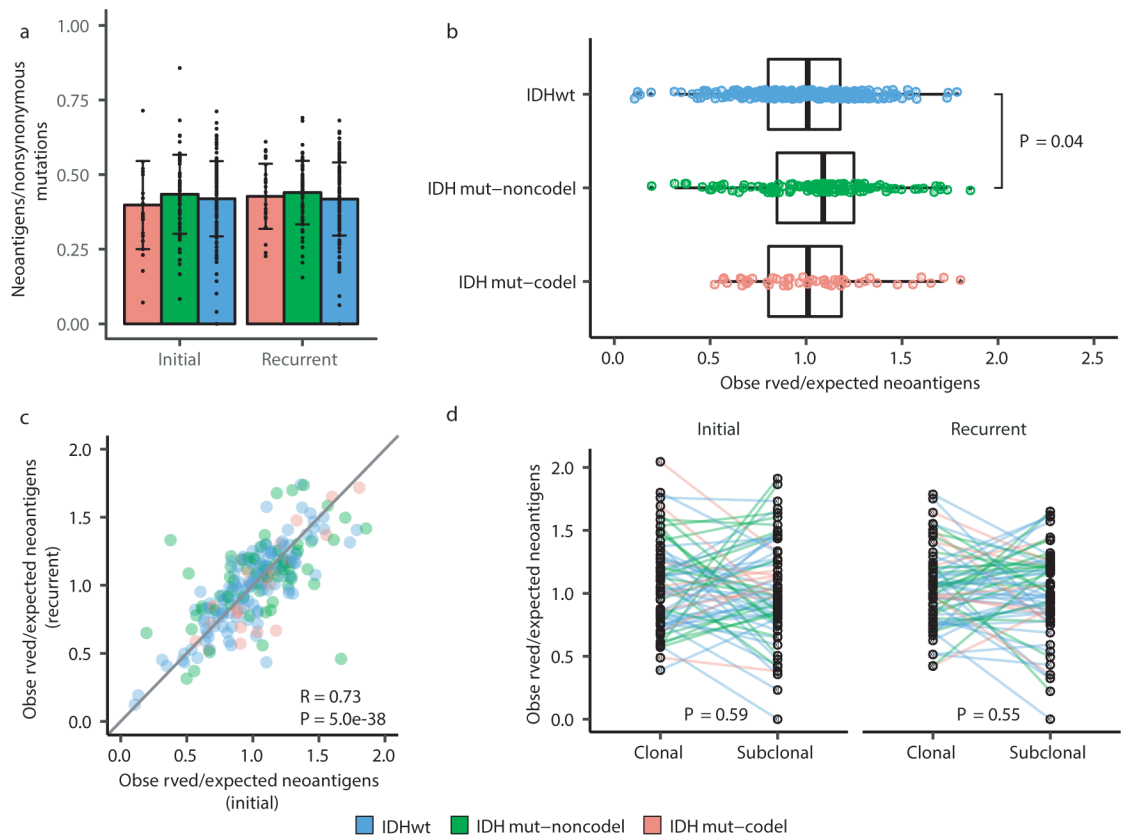 a
1.00
0.75
0.50
0.25
0.00
Neoantigens/nonsynonymous
mutations
Initial
Recurrent
b
IDHwt
IDH mut−noncodel
IDH mut−codel
P = 0.04
0.0
0.5
1.0
1.5
2.0
2.5
Obse rved/expected neoantigens
c
2.0
1.5
1.0
0.5
0.0
Obse rved/expected neoantigens
(recurrent)
R = 0.73
P = 5.0e-38
0.0
0.5
1.0
1.5
2.0
Obse rved/expected neoantigens
(initial)
d
Initial
Recurrent
2.0
1.5
1.0
0.5
0.0
Obse rved/expected neoantigens
P = 0.59
P = 0.55
Clonal
Subclonal
Clonal
Subclonal
IDHwt
IDH mut−noncodel
IDH mut−codel